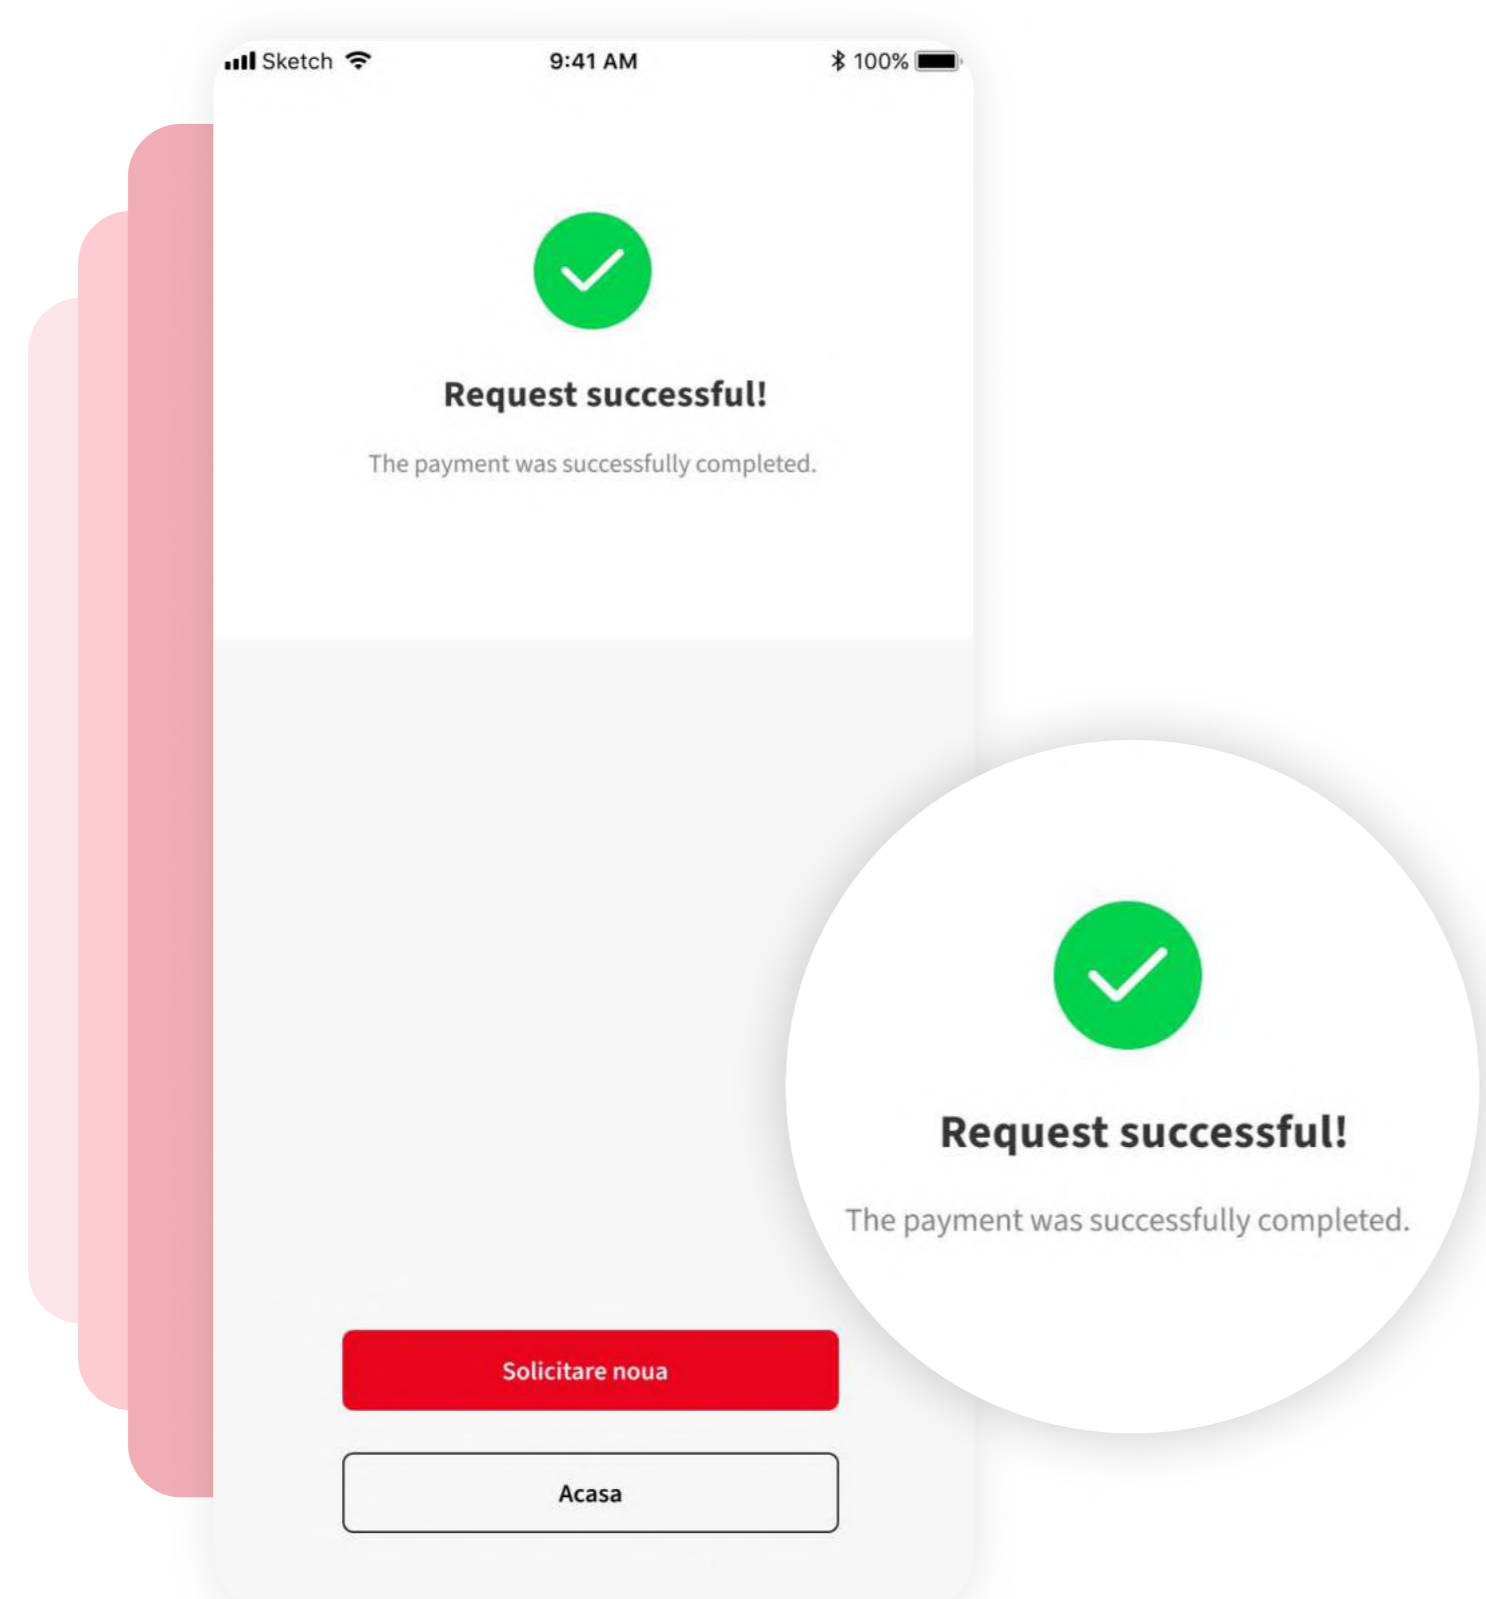 Sketch 9:41 AM 100%
Request successful!
The payment was successfully completed.
Request successful!
The payment was successfully completed.
Solicitare noua
Acasa